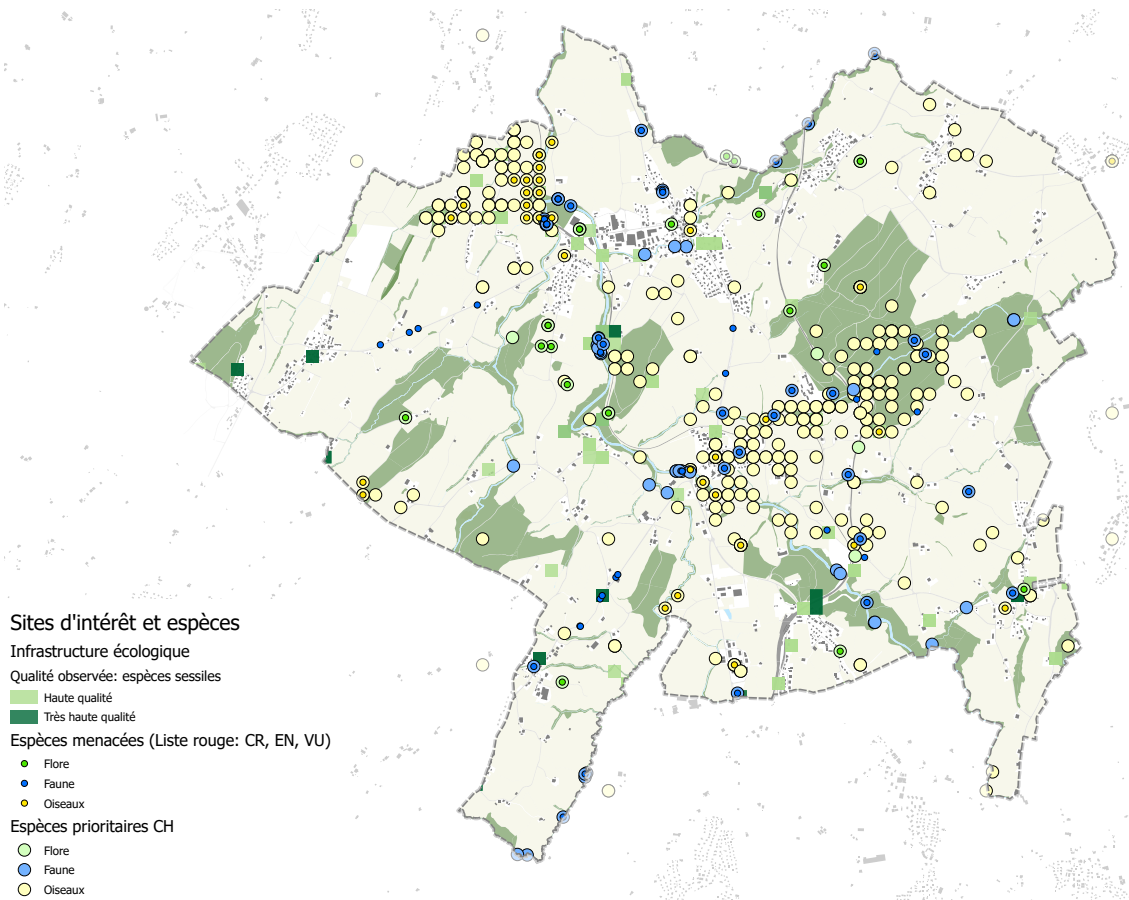 Sites d'intérêt et espèces
Infrastructure écologique
Qualité observée: espèces sessiles
Haute qualité
Très haute qualité
Espèces menacées (Liste rouge: CR, EN, VU)
Flore
Faune
Oiseaux
Espèces prioritaires CH
Flore
Faune
Oiseaux